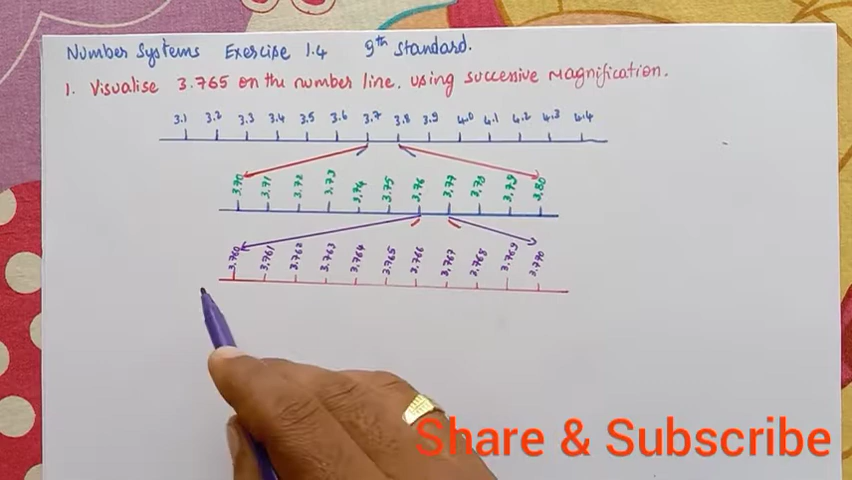 Number Systems Exercise 1.4 9th Standard.
1. Visualise 3.765 on the number line, using successive Magnification.
3.1 3.2 3.3 3.4 3.5 3.6 3.7 3.8 3.9 4.0 4.1 4.2 4.3 4.4
3.70 3.71 3.72 3.73 3.74 3.75 3.76 3.77 3.78 3.79 3.80
3.760 3.761 3.762 3.763 3.764 3.765 3.766 3.767 3.768 3.769 3.770
Share & Subscribe